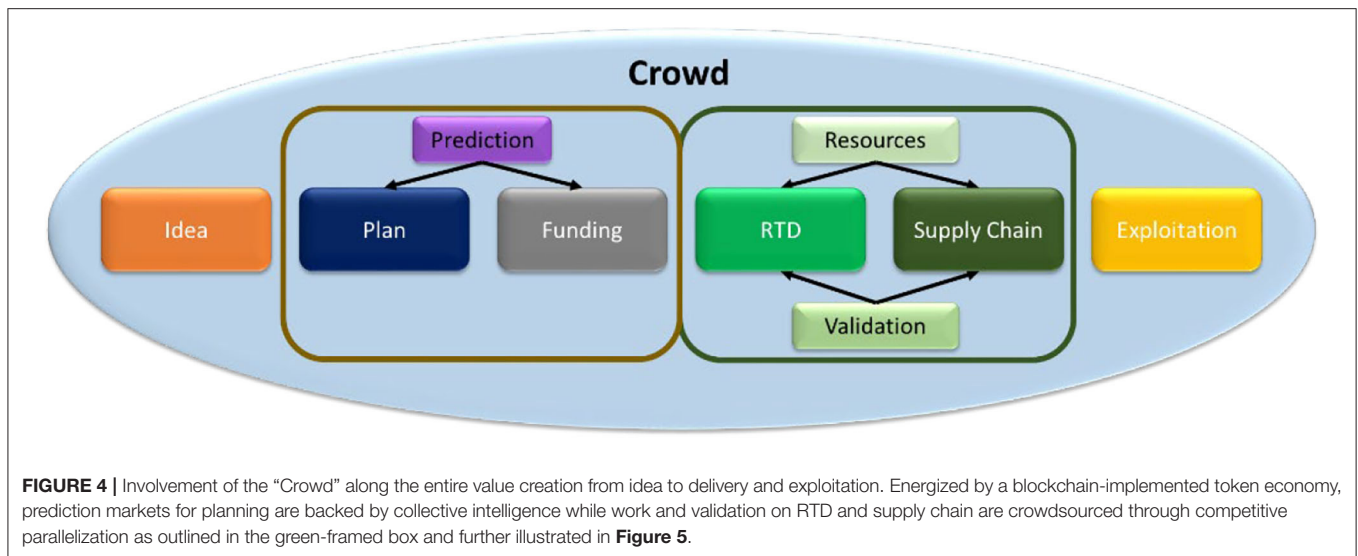 Crowd
Prediction
Resources
Idea
Plan
Funding
RTD
Supply Chain
Exploitation
Validation
FIGURE 4 | Involvement of the “Crowd” along the entire value creation from idea to delivery and exploitation. Energized by a blockchain-implemented token economy,
prediction markets for planning are backed by collective intelligence while work and validation on RTD and supply chain are crowdsourced through competitive
parallelization as outlined in the green-framed box and further illustrated in Figure 5.